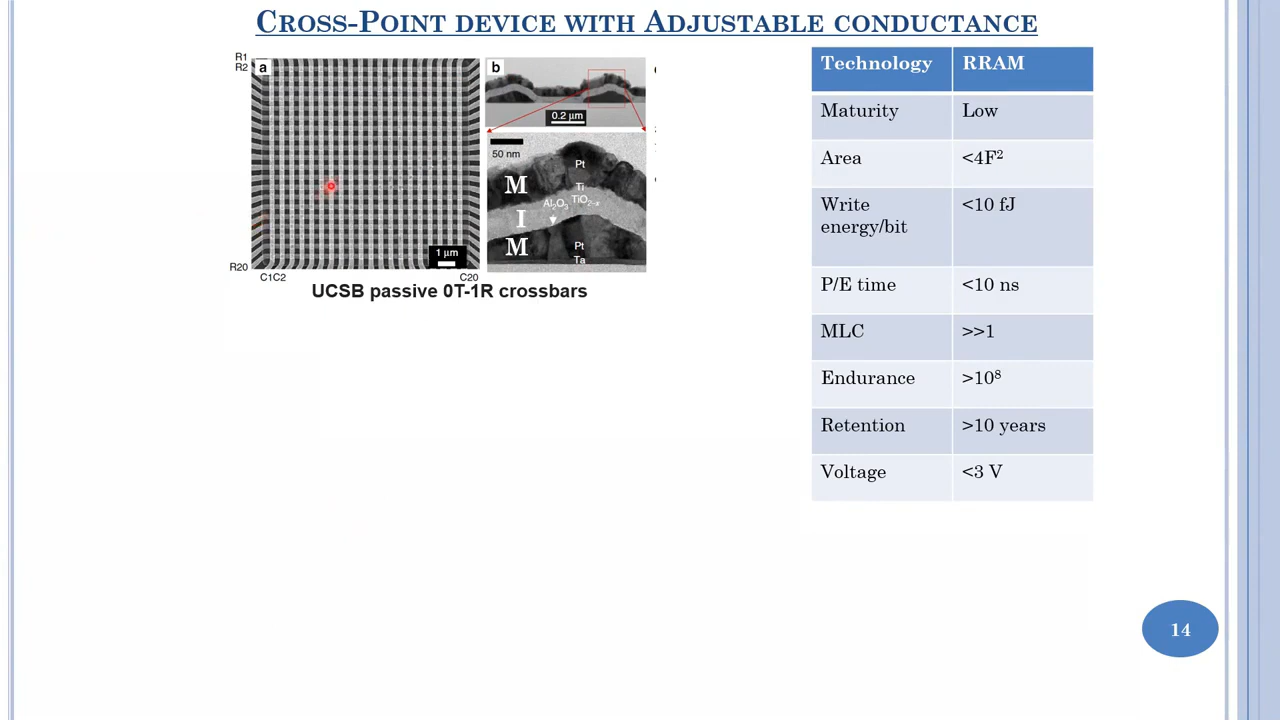 CROSS-POINT DEVICE WITH ADJUSTABLE CONDUCTANCE
R1
R2
a
R20
C1C2
C20
1 μm
b
0.2 μm
50 nm
Pt
Ti
M
Al2O3
TiO2-x
I
M
Pt
Ta
UCSB passive 0T-1R crossbars
Technology RRAM
Maturity Low
Area <4F²
Write <10 fJ
energy/bit
P/E time <10 ns
MLC >>1
Endurance >10⁸
Retention >10 years
Voltage <3 V
14